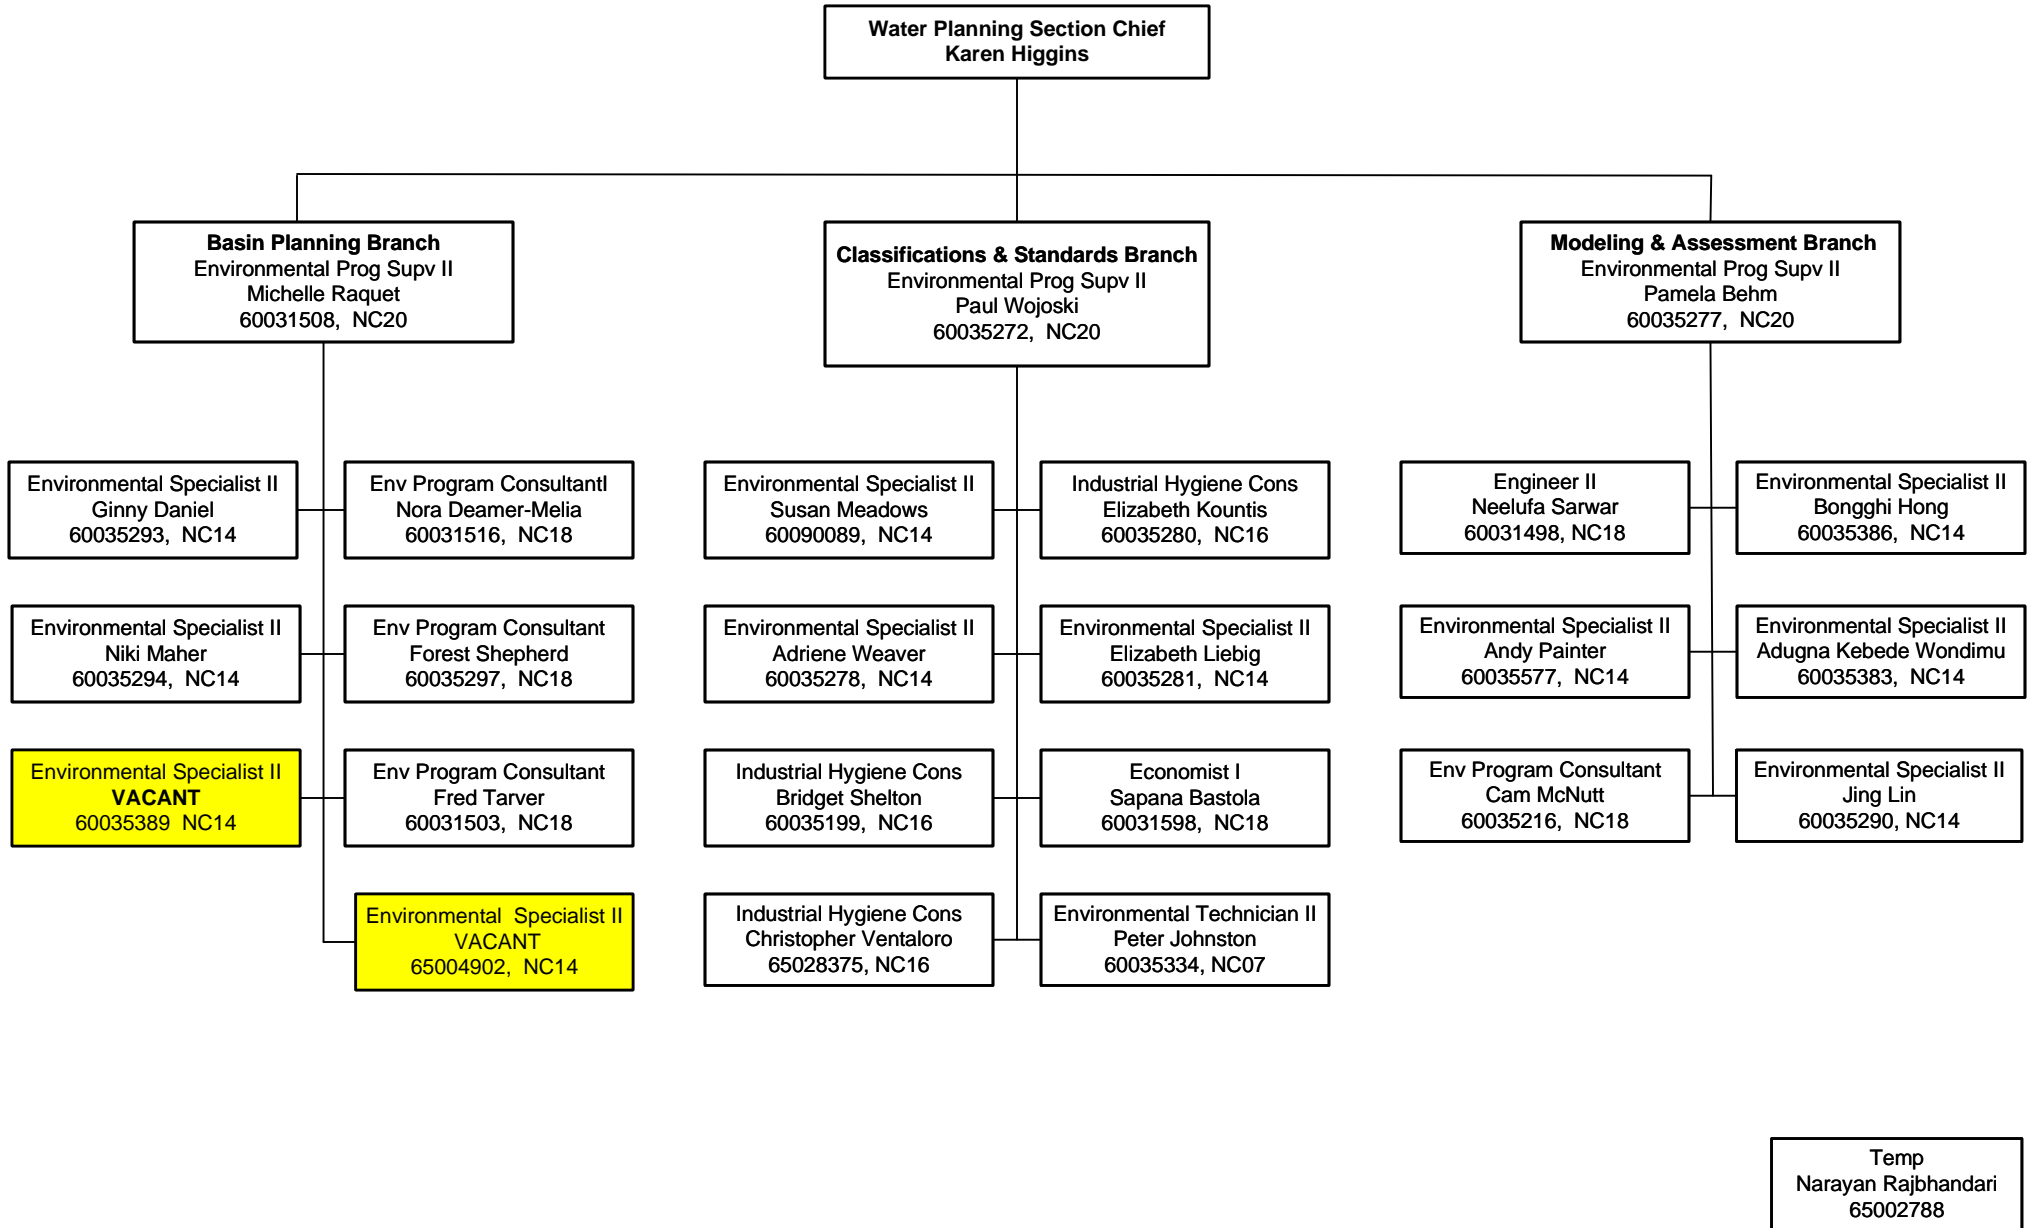 Water Planning Section Chief
Karen Higgins
Basin Planning Branch
Environmental Prog Supv II
Michelle Raquet
60031508, NC20
Classifications & Standards Branch
Environmental Prog Supv II
Paul Wojoski
60035272, NC20
Modeling & Assessment Branch
Environmental Prog Supv II
Pamela Behm
60035277, NC20
Environmental Specialist II
Ginny Daniel
60035293, NC14
Env Program ConsultantI
Nora Deamer-Melia
60031516, NC18
Environmental Specialist II
Niki Maher
60035294, NC14
Env Program Consultant
Forest Shepherd
60035297, NC18
Environmental Specialist II
VACANT
60035389 NC14
Env Program Consultant
Fred Tarver
60031503, NC18
Environmental Specialist II
VACANT
65004902, NC14
Environmental Specialist II
Susan Meadows
60090089, NC14
Industrial Hygiene Cons
Elizabeth Kountis
60035280, NC16
Environmental Specialist II
Adriene Weaver
60035278, NC14
Environmental Specialist II
Elizabeth Liebig
60035281, NC14
Industrial Hygiene Cons
Bridget Shelton
60035199, NC16
Economist I
Sapana Bastola
60031598, NC18
Industrial Hygiene Cons
Christopher Ventaloro
65028375, NC16
Environmental Technician II
Peter Johnston
60035334, NC07
Engineer II
Neelufa Sarwar
60031498, NC18
Environmental Specialist II
Bongghi Hong
60035386, NC14
Environmental Specialist II
Andy Painter
60035577, NC14
Environmental Specialist II
Adugna Kebede Wondimu
60035383, NC14
Env Program Consultant
Cam McNutt
60035216, NC18
Environmental Specialist II
Jing Lin
60035290, NC14
Temp
Narayan Rajbhandari
65002788